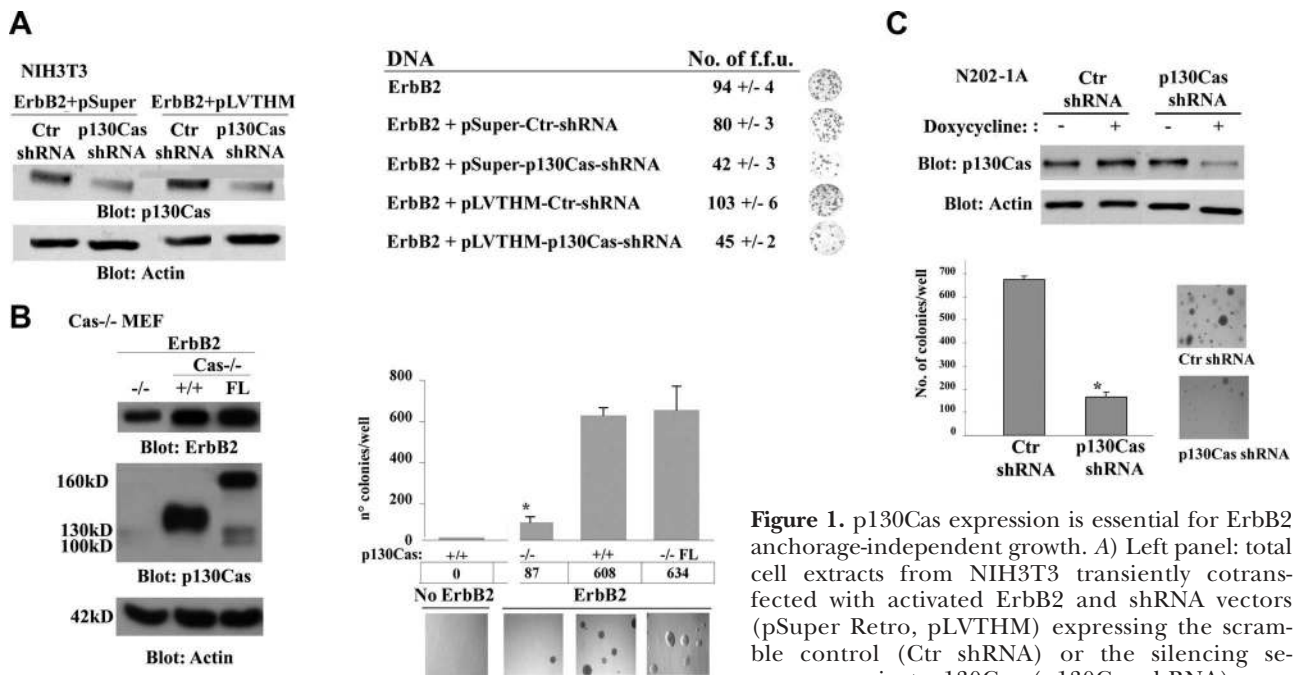 A
NIH3T3
ErbB2+pSuper ErbB2+pLVTHM
Ctr p130Cas Ctr p130Cas
shRNA shRNA shRNA shRNA
Blot: p130Cas
Blot: Actin
DNA No. of f.f.u.
ErbB2 94 +/- 4
ErbB2 + pSuper-Ctr-shRNA 80 +/- 3
ErbB2 + pSuper-p130Cas-shRNA 42 +/- 3
ErbB2 + pLVTHM-Ctr-shRNA 103 +/- 6
ErbB2 + pLVTHM-p130Cas-shRNA 45 +/- 2
B
Cas-/- MEF
ErbB2
Cas-/-
-/- +/+ FL
Blot: ErbB2
160kD
130kD
100kD
Blot: p130Cas
42kD
Blot: Actin
n° colonies/well
800
600
400
200
0
*
p130Cas: +/+ -/- +/+ -/- FL
0 87 608 634
No ErbB2 ErbB2
C
N202-1A
Ctr p130Cas
shRNA shRNA
Doxycycline: : - + - +
Blot: p130Cas
Blot: Actin
No. of colonies/well
700
600
500
400
300
200
100
0
*
Ctr p130Cas
shRNA shRNA
Ctr shRNA
p130Cas shRNA
Figure 1. p130Cas expression is essential for ErbB2
anchorage-independent growth. A) Left panel: total
cell extracts from NIH3T3 transiently cotrans-
fected with activated ErbB2 and shRNA vectors
(pSuper Retro, pLVTHM) expressing the scram-
ble control (Ctr shRNA) or the silencing se-